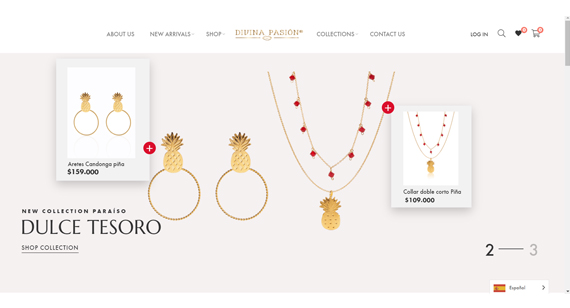 ABOUT US NEW ARRIVALS SHOP DIVINA PASIÓN® COLLECTIONS CONTACT US LOG IN 0 0
Aretes Candonga piña
$159.000
Collar doble corto Piña
$109.000
NEW COLLECTION PARAÍSO
DULCE TESORO
SHOP COLLECTION
2 3
Español